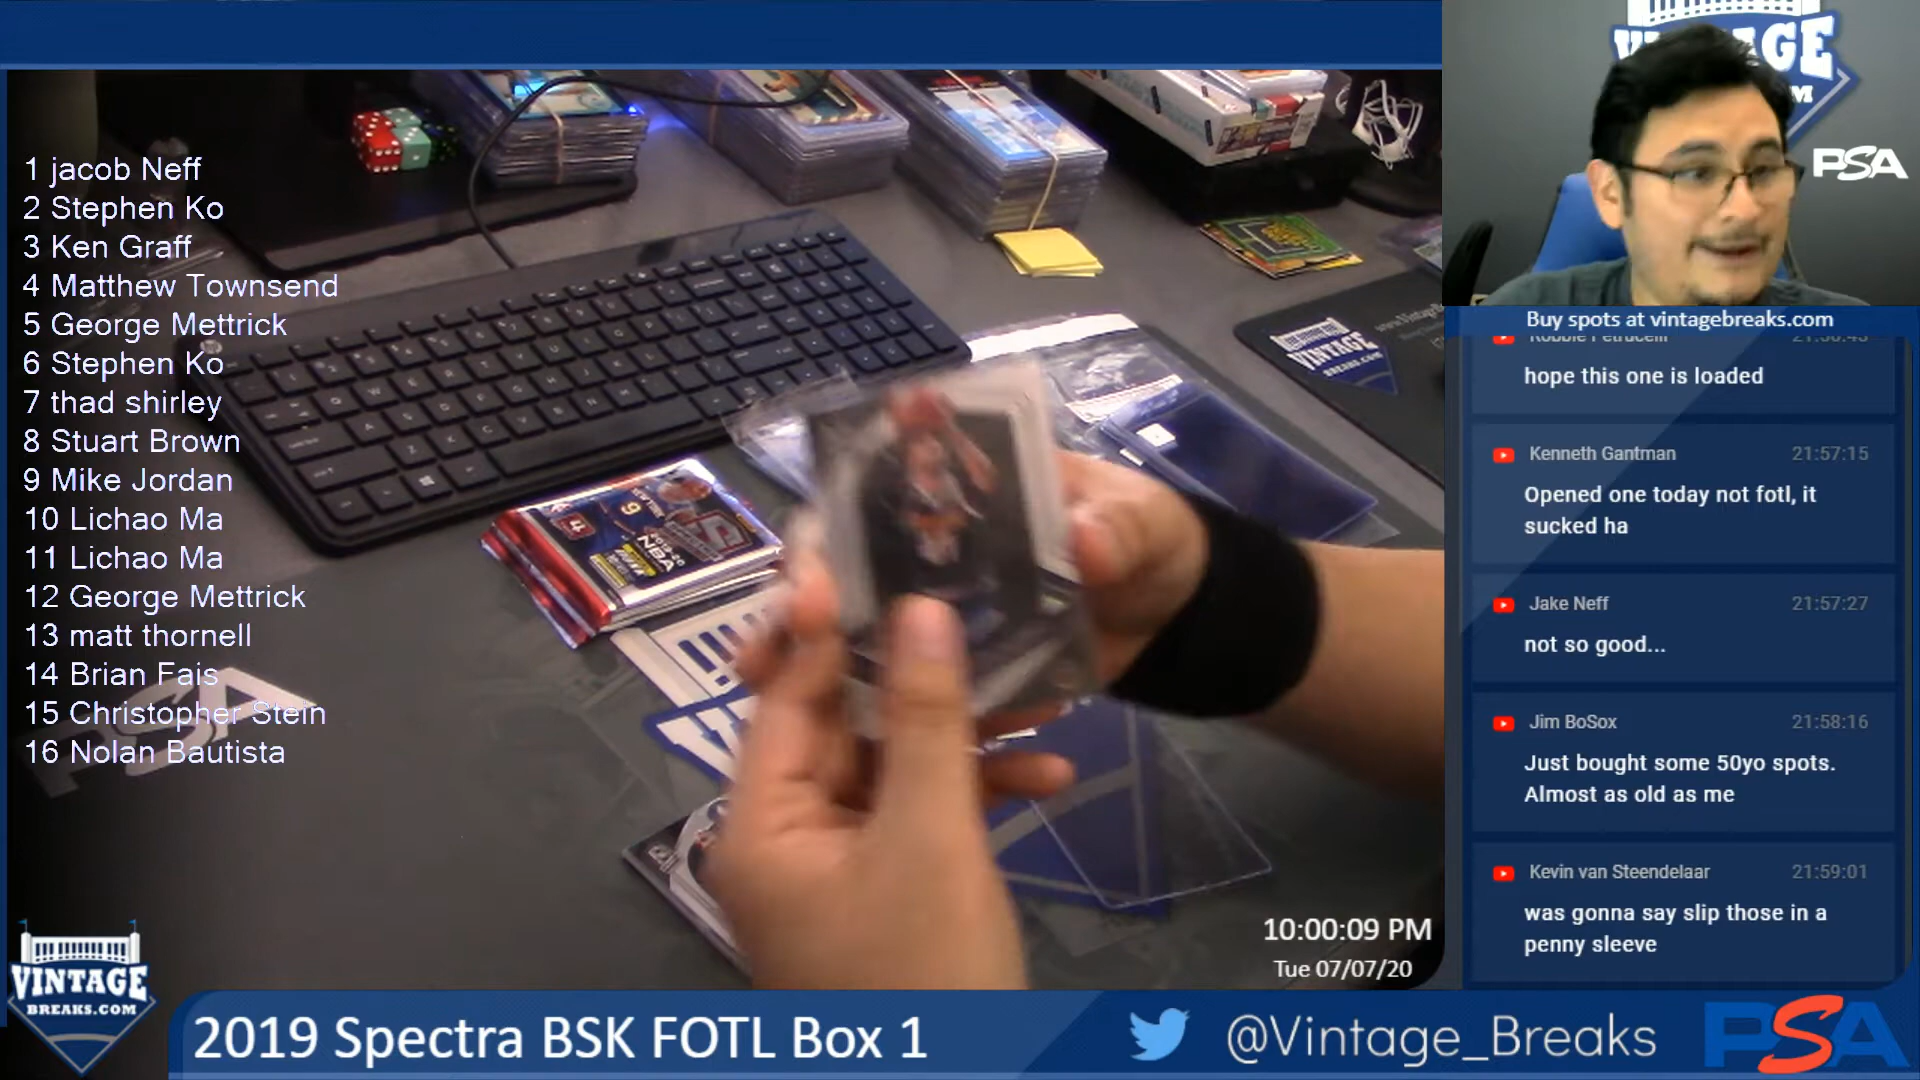 1 jacob Neff
2 Stephen Ko
3 Ken Graff
4 Matthew Townsend
5 George Mettrick
6 Stephen Ko
7 thad shirley
8 Stuart Brown
9 Mike Jordan
10 Lichao Ma
11 Lichao Ma
12 George Mettrick
13 matt thornell
14 Brian Fais
15 Christopher Stein
16 Nolan Bautista
PSA
9
4
NBA
VINTAGE
10:00:09 PM
Tue 07/07/20
PSA
Buy spots at vintagebreaks.com
hope this one is loaded
Kenneth Gantman 21:57:15
Opened one today not fotl, it
sucked ha
Jake Neff 21:57:27
not so good...
Jim BoSox 21:58:16
Just bought some 50yo spots.
Almost as old as me
Kevin van Steendelaar 21:59:01
was gonna say slip those in a
penny sleeve
VINTAGE
BREAKS.COM
2019 Spectra BSK FOTL Box 1
@Vintage_Breaks
PSA